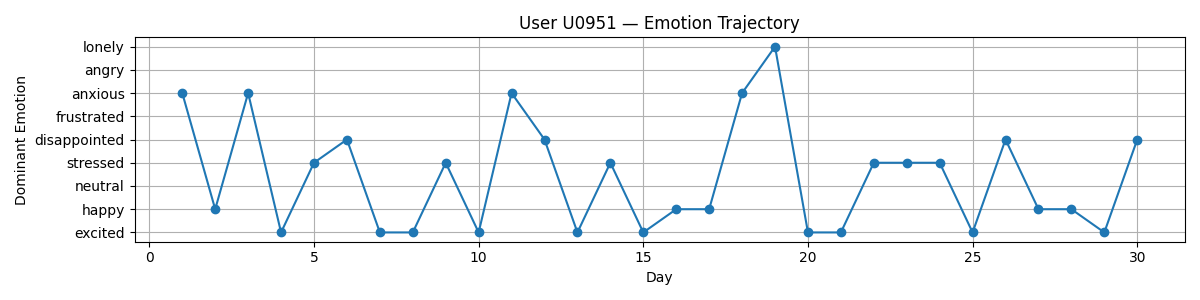 User U0951 — Emotion Trajectory
Dominant Emotion
lonely
angry
anxious
frustrated
disappointed
stressed
neutral
happy
excited
0 5 10 15 20 25 30
Day